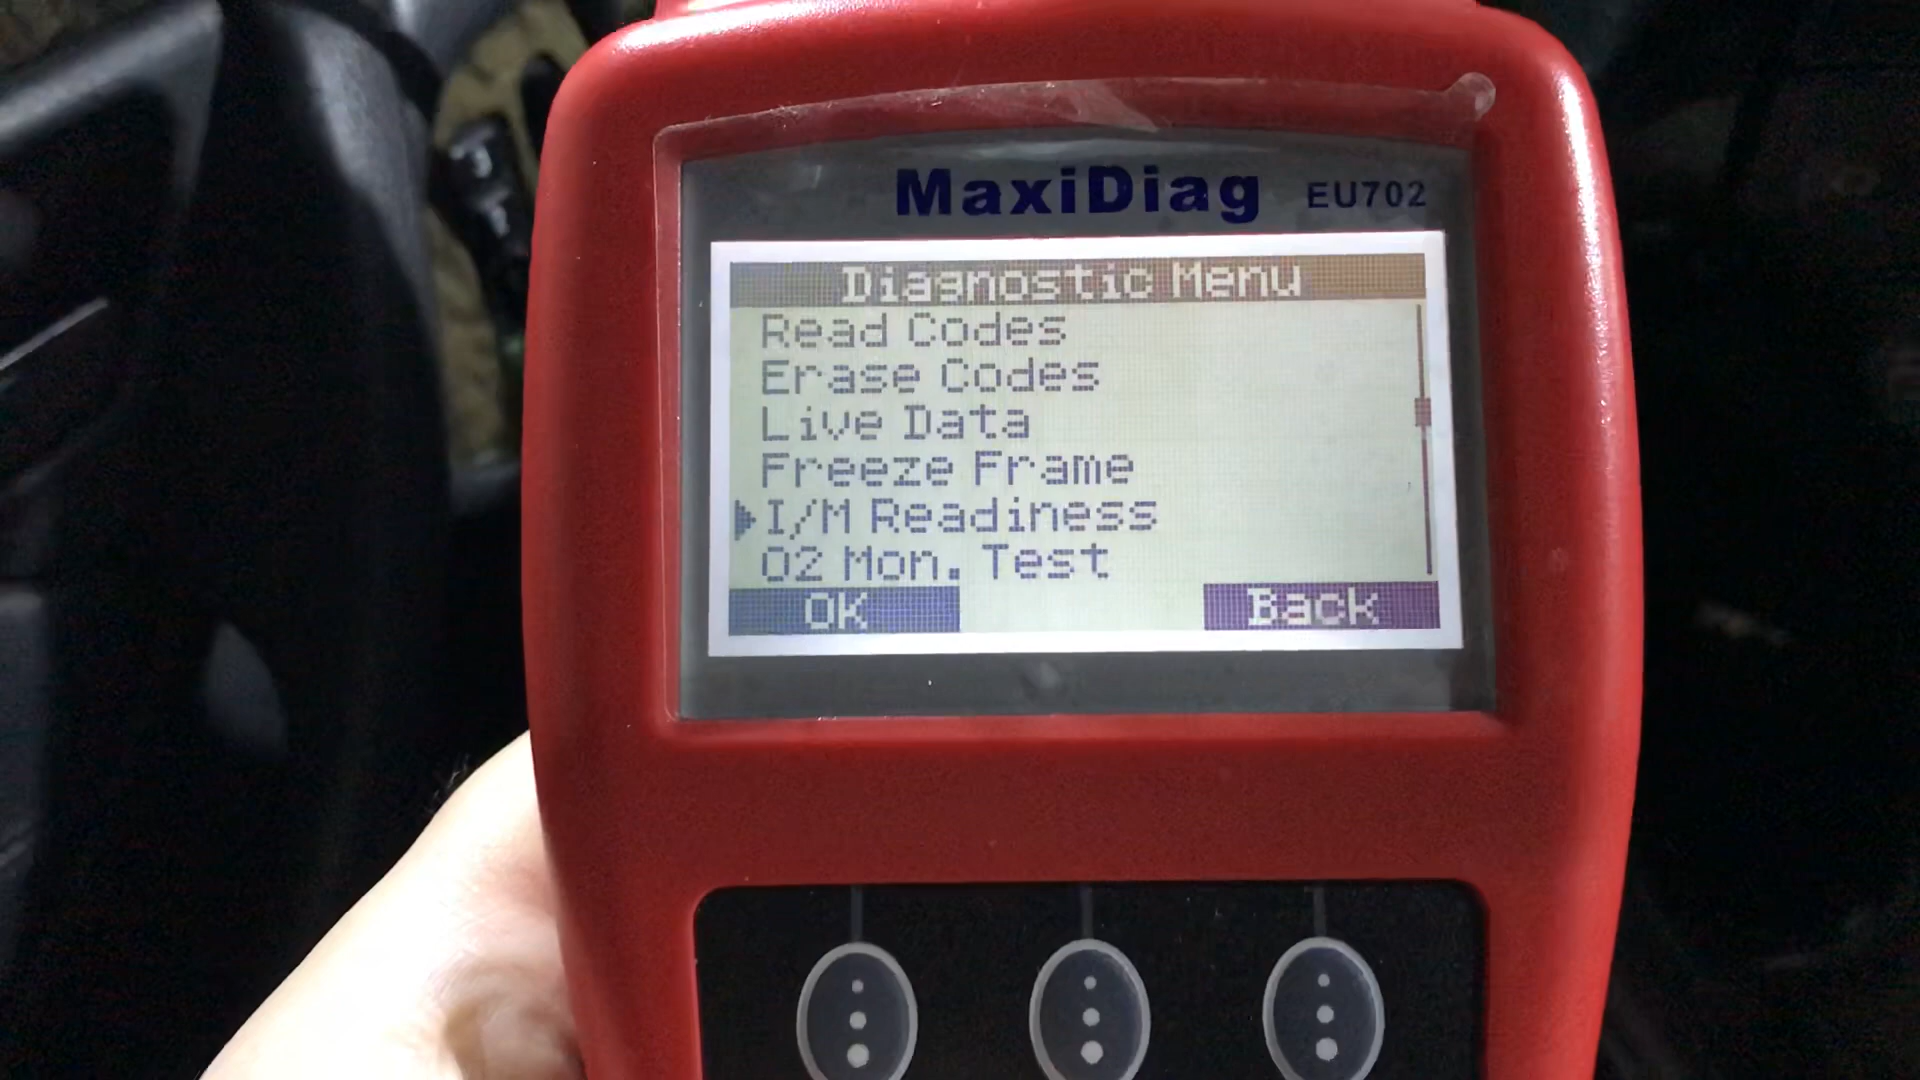 MaxiDiag EU702
Diagnostic Menu
Read Codes
Erase Codes
Live Data
Freeze Frame
I/M Readiness
O2 Mon. Test
OK Back